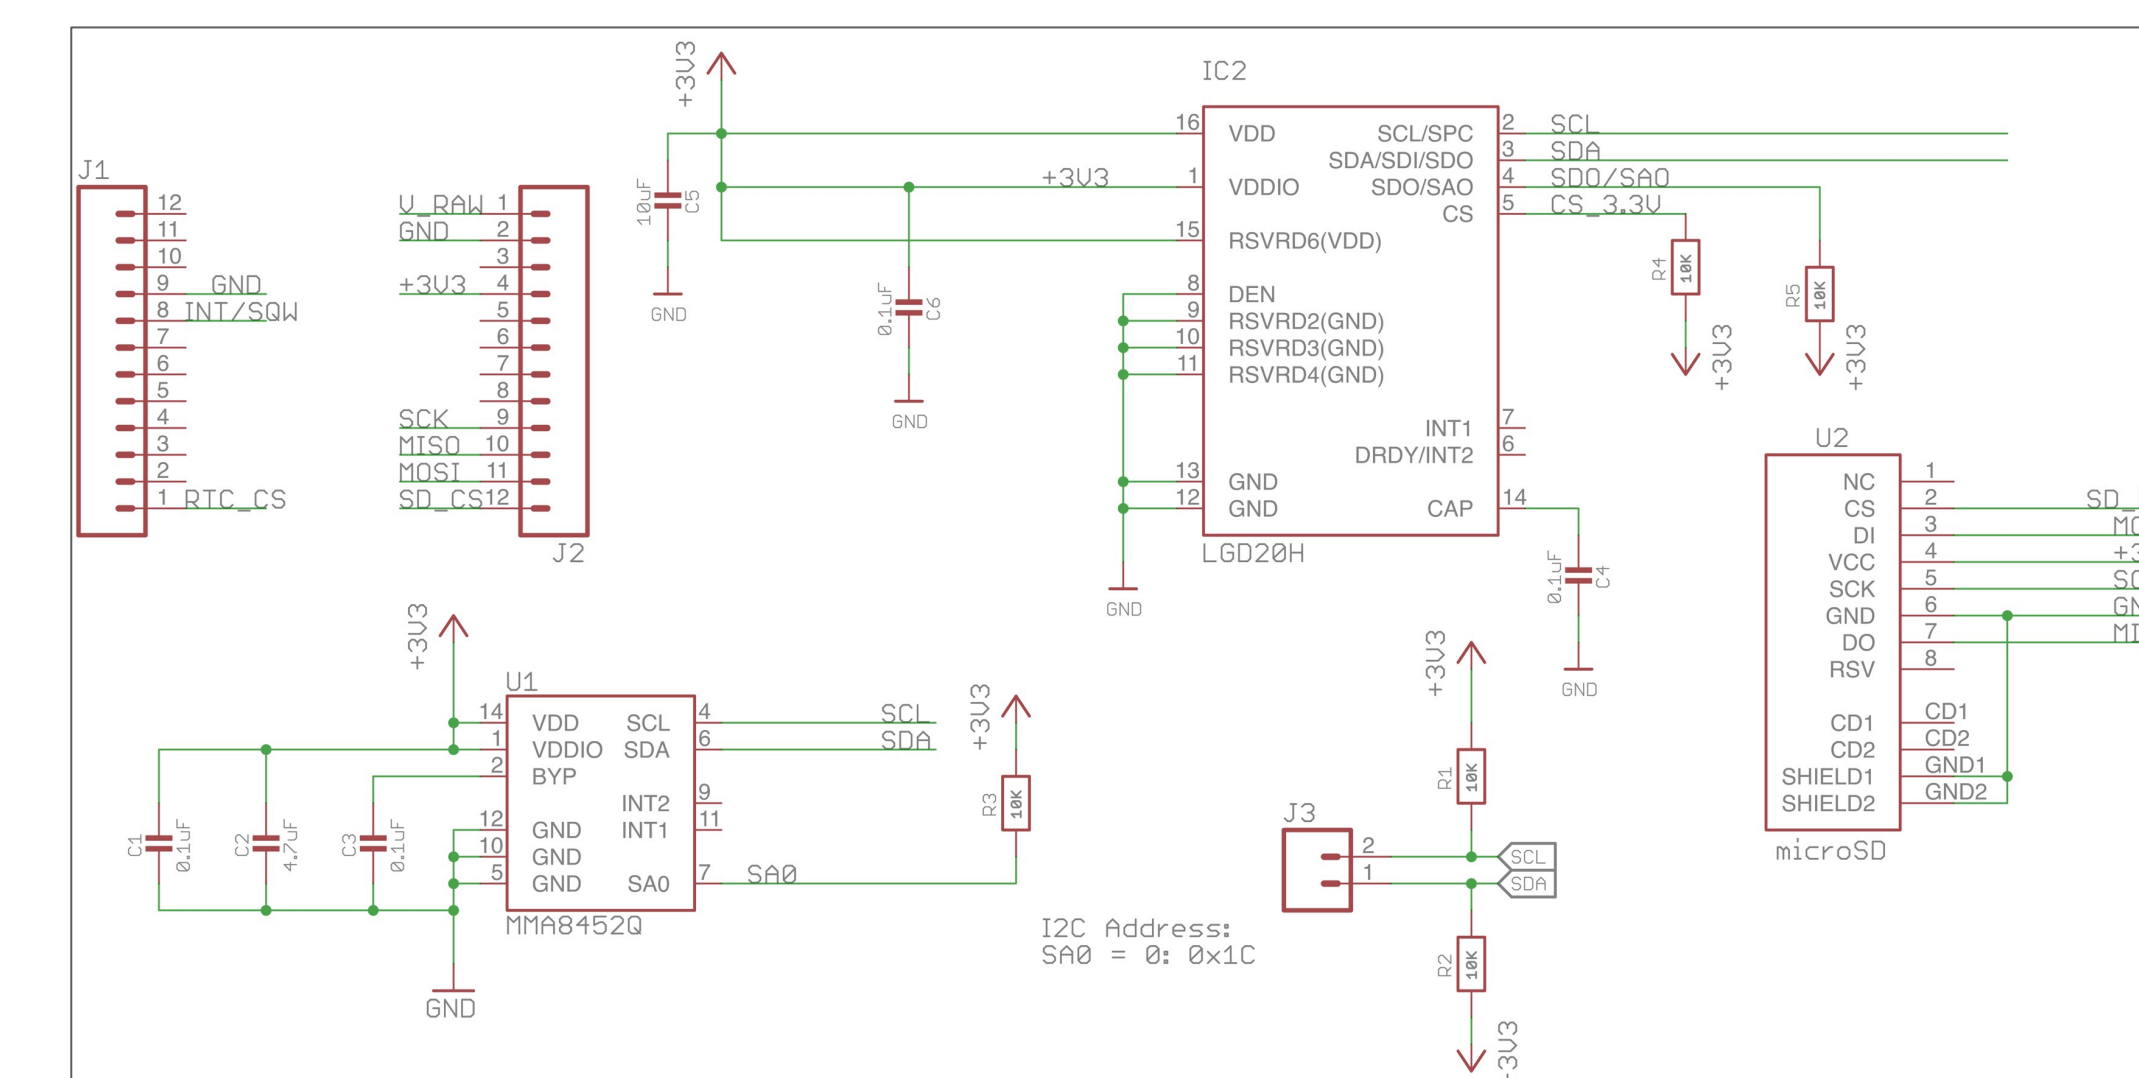 +3V3
IC2
16 VDD SCL/SPC 2 SCL
SDA/SDI/SDO 3 SDA
+3V3 1 VDDIO SDO/SAO 4 SDO/SAO
CS 5 CS_3.3V
15 RSVRD6(VDD)
8 DEN
9 RSVRD2(GND)
10 RSVRD3(GND)
11 RSVRD4(GND)
INT1 7
DRDY/INT2 6
13 GND
12 GND CAP 14
LGD20H
10uF C5
GND
0.1uF C6
GND
GND
R4 10K
+3V3
R5 10K
+3V3
0.1uF C4
GND
J1
12
11
10
9 GND
8 INT/SQW
7
6
5
4
3
2
1 RTC_CS
V_RAW 1
GND 2
3
+3V3 4
5
6
7
8
SCK 9
MISO 10
MOSI 11
SD_CS 12
J2
U2
NC 1
CS 2 SD_
DI 3
VCC 4
SCK 5
GND 6
DO 7
RSV 8
CD1 CD1
CD2 CD2
SHIELD1 GND1
SHIELD2 GND2
microSD
+3V3
U1
14 VDD SCL 4 SCL
1 VDDIO SDA 6 SDA
2 BYP
INT2 9
12 GND INT1 11
10 GND
5 GND SA0 7 SA0
MMA8452Q
C1 0.1uF
C2 4.7uF
C3 0.1uF
GND
+3V3
R3 10K
I2C Address:
SA0 = 0: 0x1C
+3V3
R1 10K
J3
2 SCL
1 SDA
R2 10K